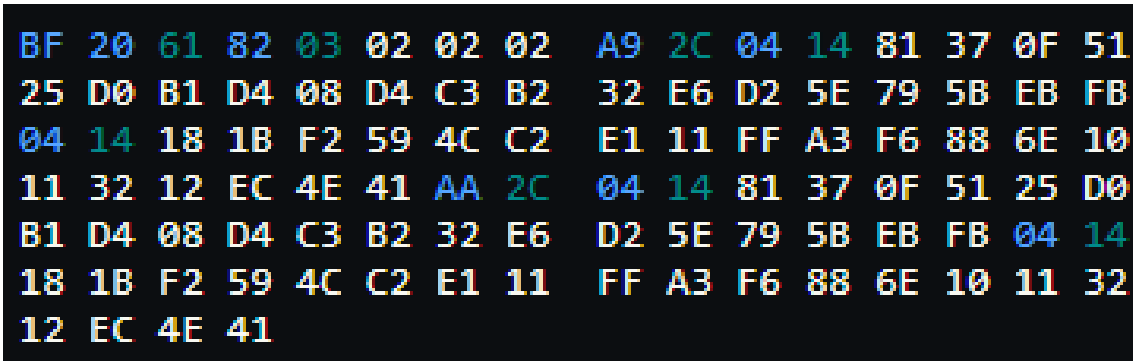 BF 20 61 82 03 02 02 02 A9 2C 04 14 81 37 0F 51
25 D0 B1 D4 08 D4 C3 B2 32 E6 D2 5E 79 5B EB FB
04 14 18 1B F2 59 4C C2 E1 11 FF A3 F6 88 6E 10
11 32 12 EC 4E 41 AA 2C 04 14 81 37 0F 51 25 D0
B1 D4 08 D4 C3 B2 32 E6 D2 5E 79 5B EB FB 04 14
18 1B F2 59 4C C2 E1 11 FF A3 F6 88 6E 10 11 32
12 EC 4E 41